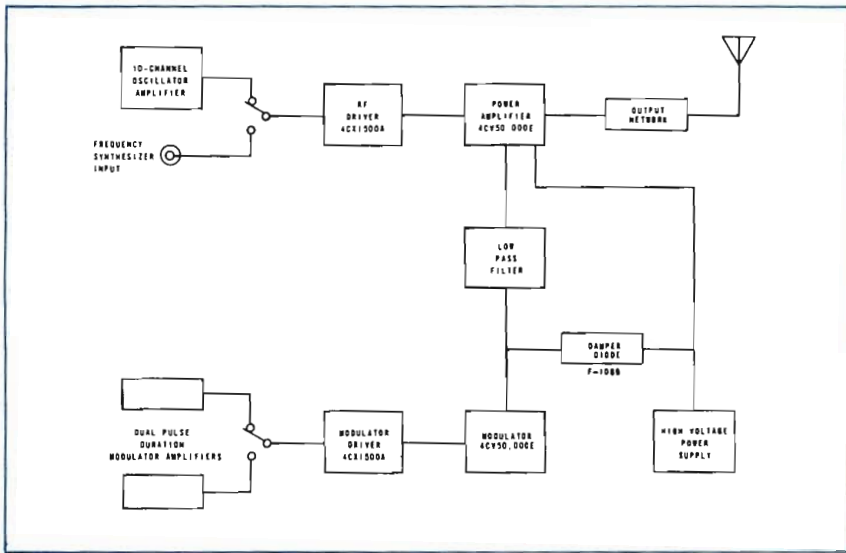 10-CHANNEL
OSCILLATOR
AMPLIFIER
FREQUENCY
SYNTHESIZER
INPUT
RF
DRIVER
4CX1500A
POWER
AMPLIFIER
4CV50,000E
OUTPUT
NETWORK
LOW
PASS
FILTER
DAMPER
DIODE
F-1088
DUAL PULSE
DURATION
MODULATOR AMPLIFIERS
MODULATOR
DRIVER
4CX1500A
MODULATOR
4CV50,000E
HIGH VOLTAGE
POWER
SUPPLY